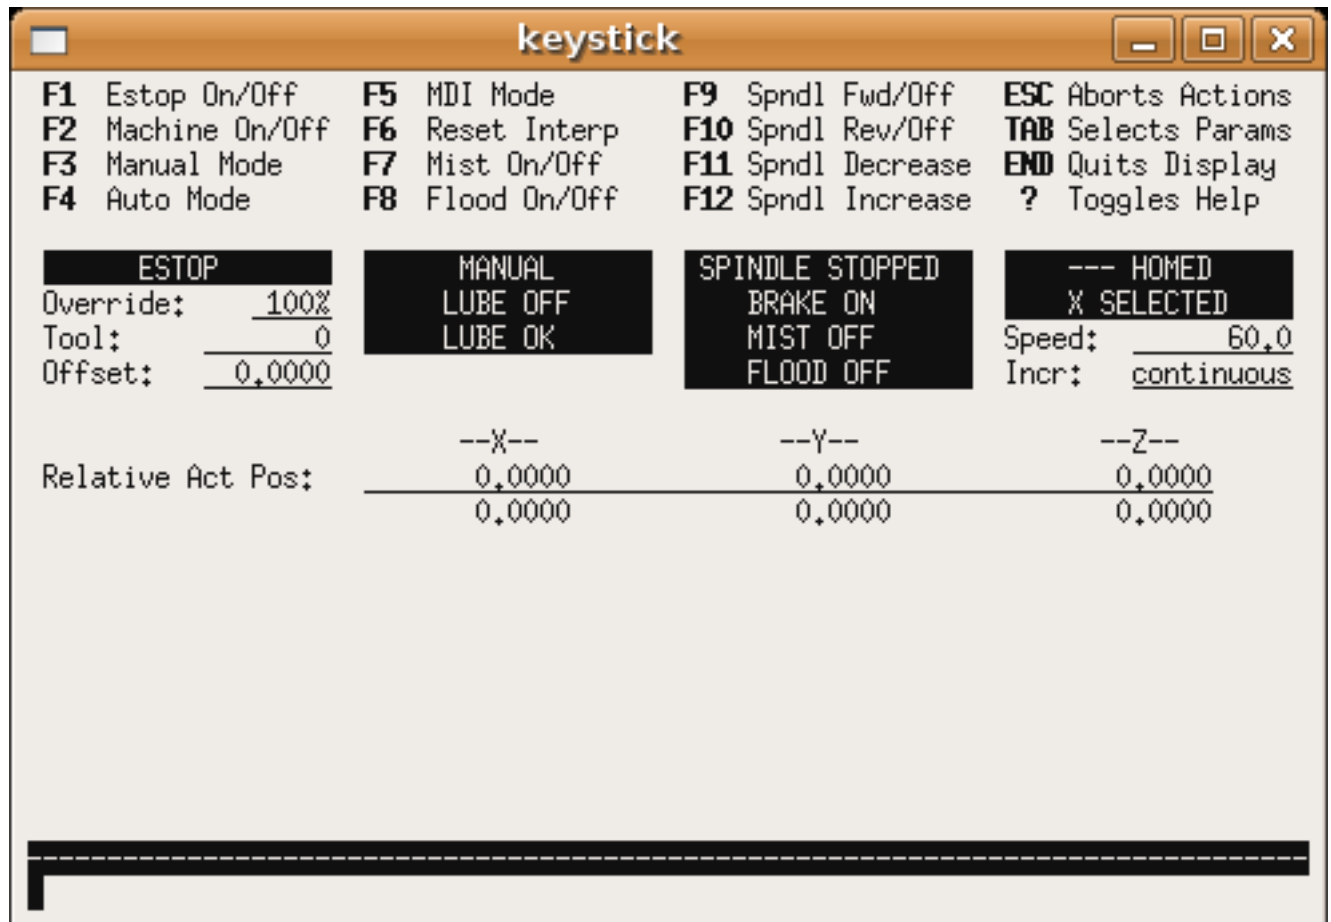 keystick
F1 Estop On/Off F5 MDI Mode F9 Spndl Fwd/Off ESC Aborts Actions
F2 Machine On/Off F6 Reset Interp F10 Spndl Rev/Off TAB Selects Params
F3 Manual Mode F7 Mist On/Off F11 Spndl Decrease END Quits Display
F4 Auto Mode F8 Flood On/Off F12 Spndl Increase ? Toggles Help
ESTOP MANUAL SPINDLE STOPPED --- HOMED
Override: 100% LUBE OFF BRAKE ON X SELECTED
Tool: 0 LUBE OK MIST OFF Speed: 60.0
Offset: 0.0000 FLOOD OFF Incr: continuous
--X-- --Y-- --Z--
Relative Act Pos: 0.0000 0.0000 0.0000
0.0000 0.0000 0.0000
--------------------------------------------------------------------------------